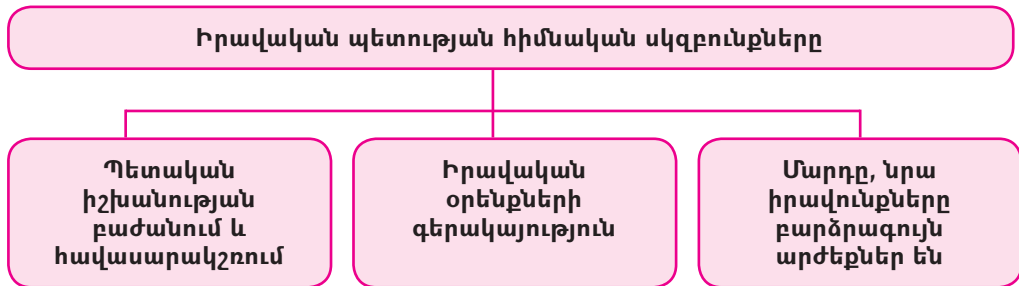 Իրավական պետության հիմնական սկզբունքները
Պետական
իշխանության
բաժանում և
հավասարակշռում
Իրավական
օրենքների
գերակայություն
Մարդը, նրա
իրավունքները
բարձրագույն
արժեքներ են